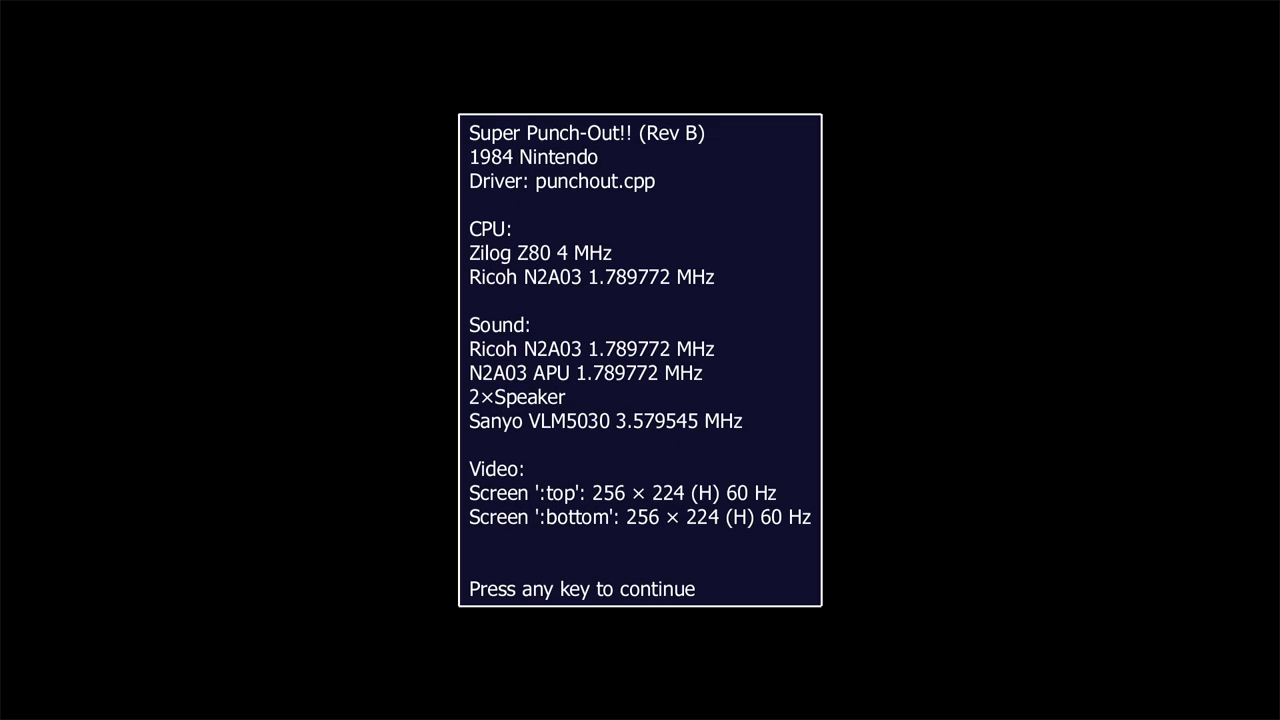 Super Punch-Out!! (Rev B)
1984 Nintendo
Driver: punchout.cpp
CPU:
Zilog Z80 4 MHz
Ricoh N2A03 1.789772 MHz
Sound:
Ricoh N2A03 1.789772 MHz
N2A03 APU 1.789772 MHz
2×Speaker
Sanyo VLM5030 3.579545 MHz
Video:
Screen ':top': 256 × 224 (H) 60 Hz
Screen ':bottom': 256 × 224 (H) 60 Hz
Press any key to continue